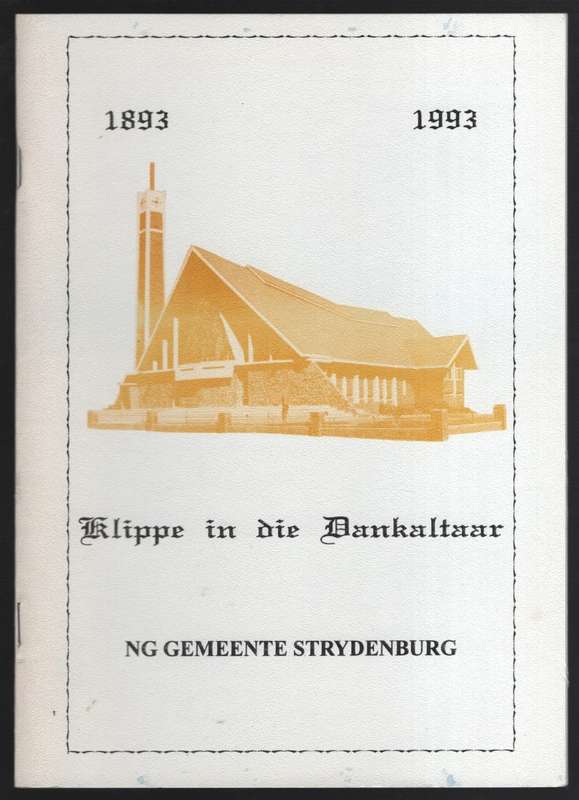 1893 1993
Klippe in die Dankaltaar
NG GEMEENTE STRYDENBURG